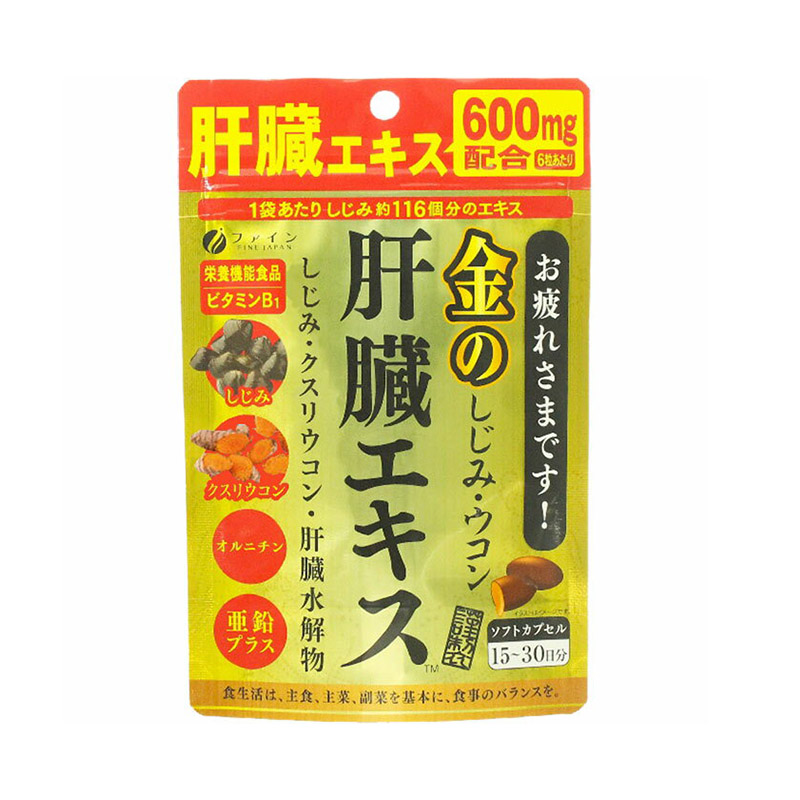 肝臓エキス
600mg
配合
6粒あたり
1袋あたりしじみ約116個分のエキス
ファイン
FINE JAPAN
お疲れさまです!
金の
しじみ・ウコン
肝臓エキス
TM
しじみ・クスリウコン・肝臓水解物
栄養機能食品
ビタミンB1
しじみ
クスリウコン
オルニチン
亜鉛
プラス
ソフトカプセル
15~30日分
食生活は、主食、主菜、副菜を基本に、食事のバランスを。